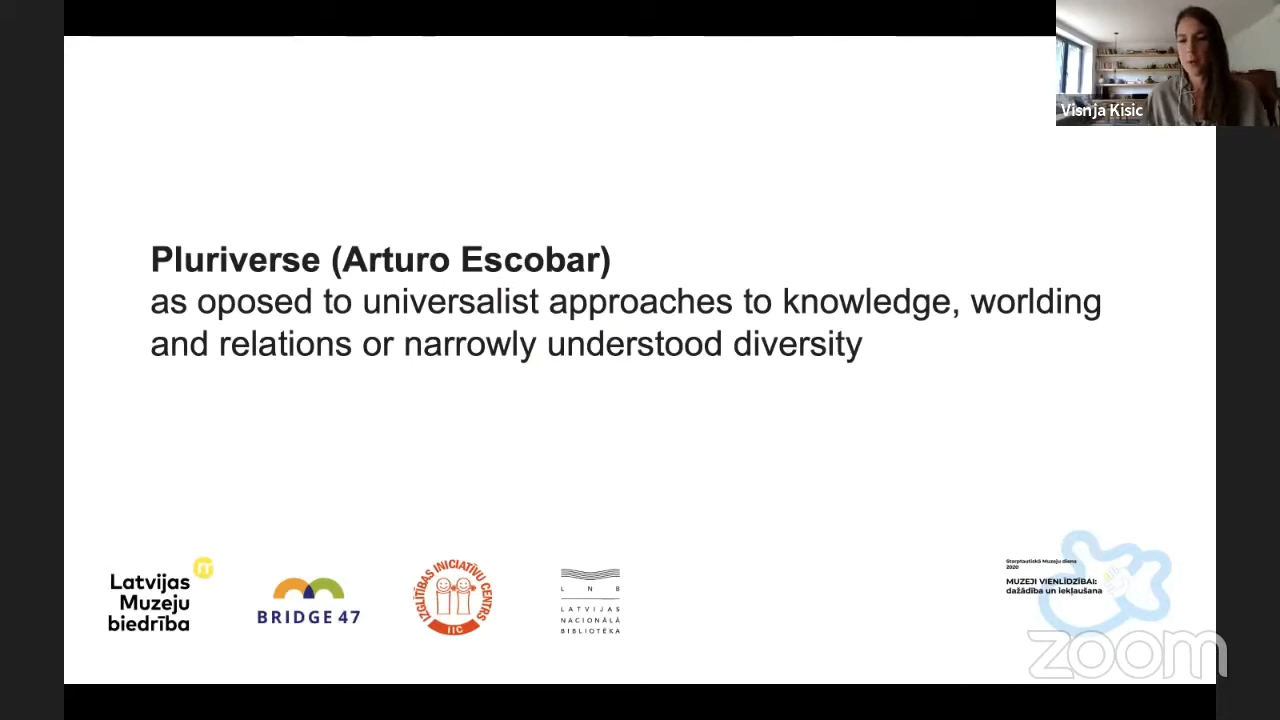 Visnja Kisic
Pluriverse (Arturo Escobar)
as oposed to universalist approaches to knowledge, worlding
and relations or narrowly understood diversity
Latvijas
Muzeju
biedrība
m
BRIDGE 47
IZGLĪTĪBAS INICIATĪVU CENTRS
IIC
L N B
LATVIJAS
NACIONĀLĀ
BIBLIOTĒKA
Starptautiskā Muzeju diena
2020
MUZEJI VIENLĪDZĪBAI:
dažādība un iekļaušana
zoom